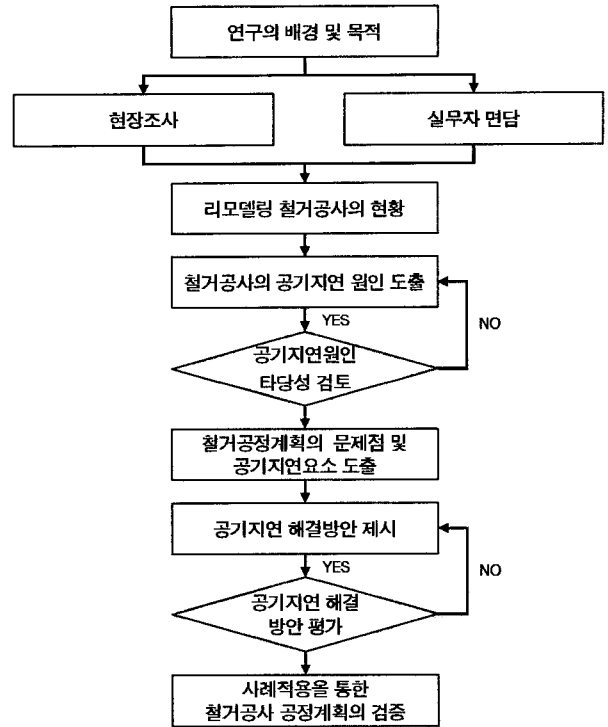 연구의 배경 및 목적
현장조사
실무자 면담
리모델링 철거공사의 현황
철거공사의 공기지연 원인 도출
YES
NO
공기지연원인
타당성 검토
철거공정계획의 문제점 및
공기지연요소 도출
공기지연 해결방안 제시
YES
NO
공기지연 해결
방안 평가
사례적용을 통한
철거공사 공정계획의 검증